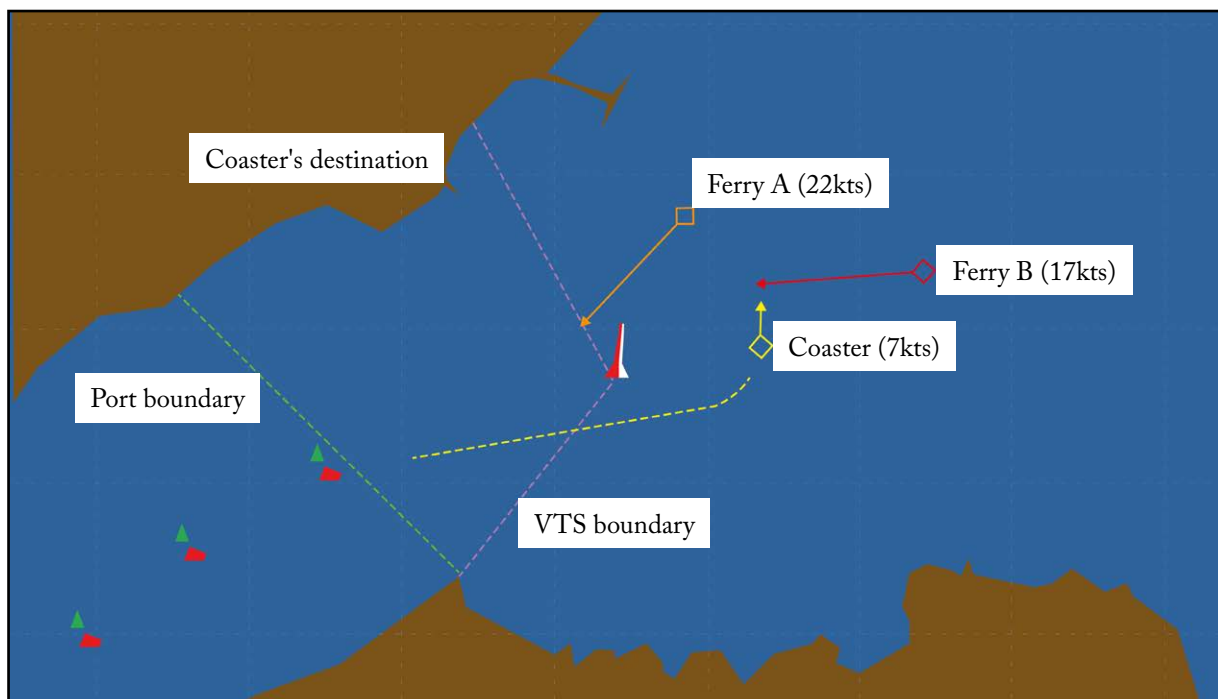 Coaster's destination
Ferry A (22kts)
Ferry B (17kts)
Coaster (7kts)
Port boundary
VTS boundary